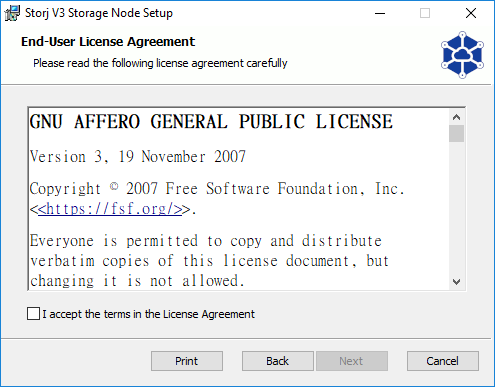 Storj V3 Storage Node Setup
End-User License Agreement
Please read the following license agreement carefully
GNU AFFERO GENERAL PUBLIC LICENSE
Version 3, 19 November 2007
Copyright © 2007 Free Software Foundation, Inc.
<<https://fsf.org/>>.
Everyone is permitted to copy and distribute
verbatim copies of this license document, but
changing it is not allowed.
I accept the terms in the License Agreement
Print
Back
Next
Cancel